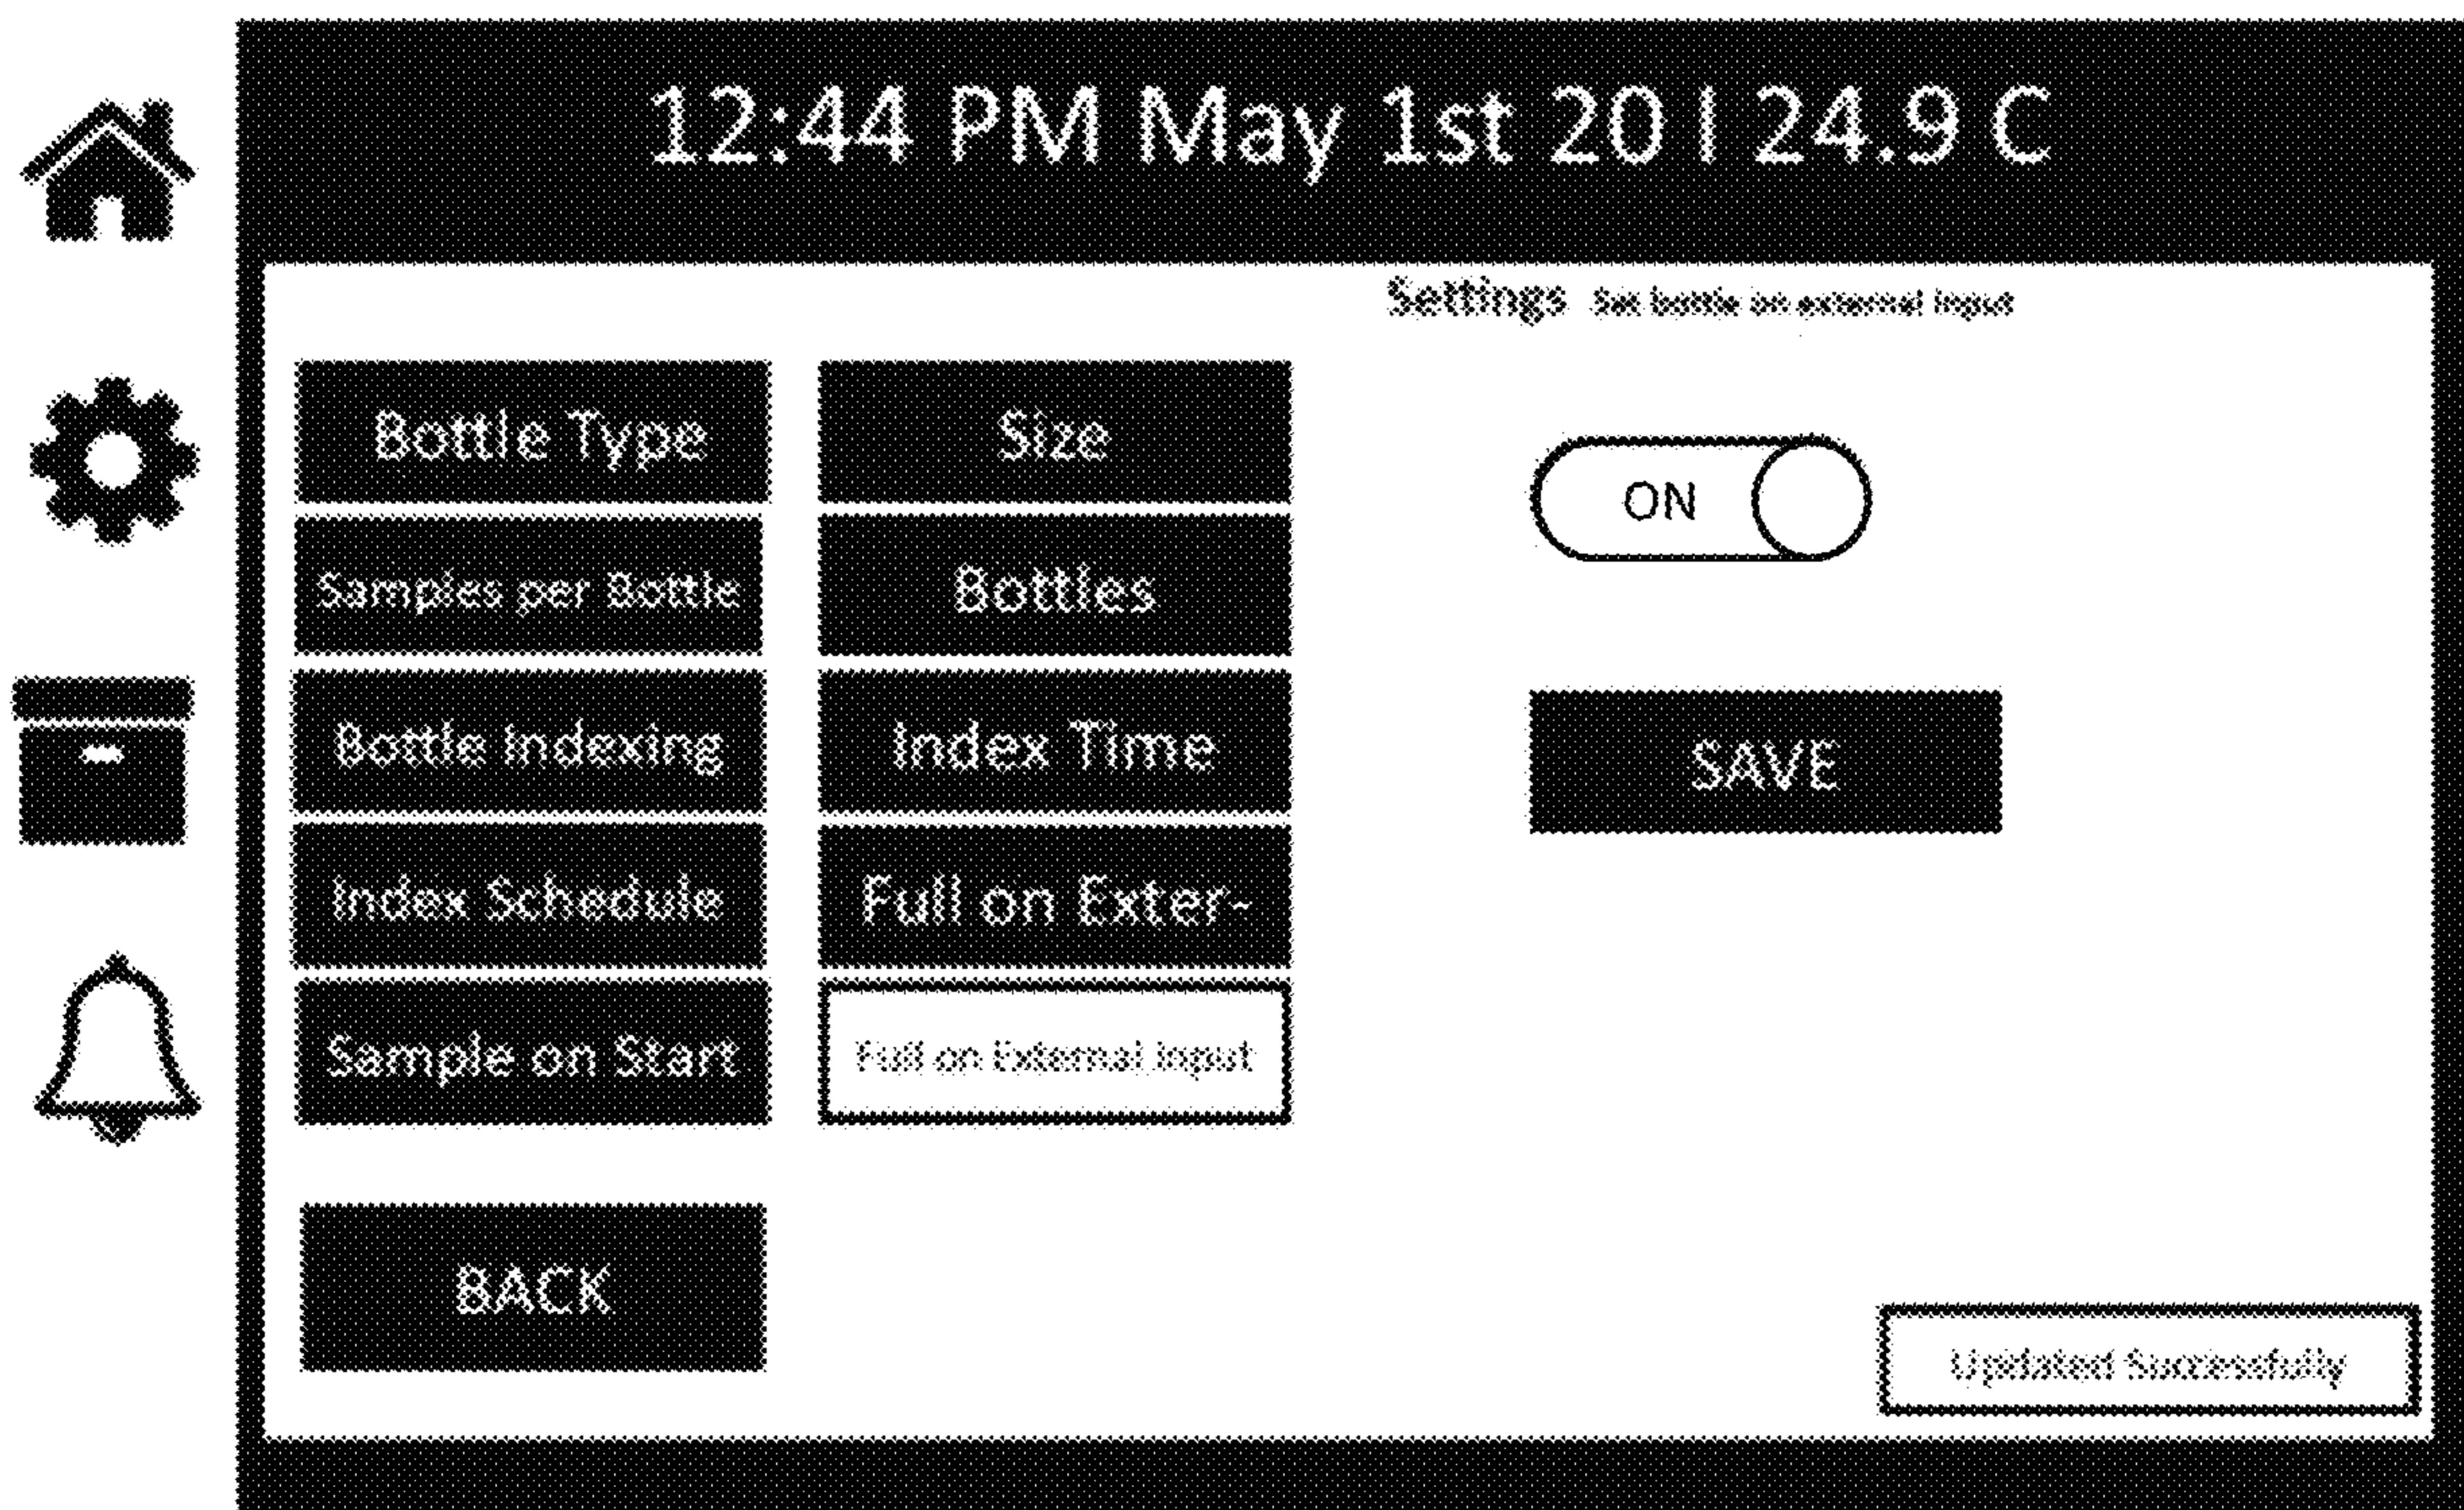 12:44 PM May 1st 20 | 24.9 C
Settings Set bottle on external input
Bottle Type
Size
ON
Samples per Bottle
Bottles
Bottle Indexing
Index Time
SAVE
Index Schedule
Full on Exter-
Sample on Start
Full on External Input
BACK
Updated Successfully